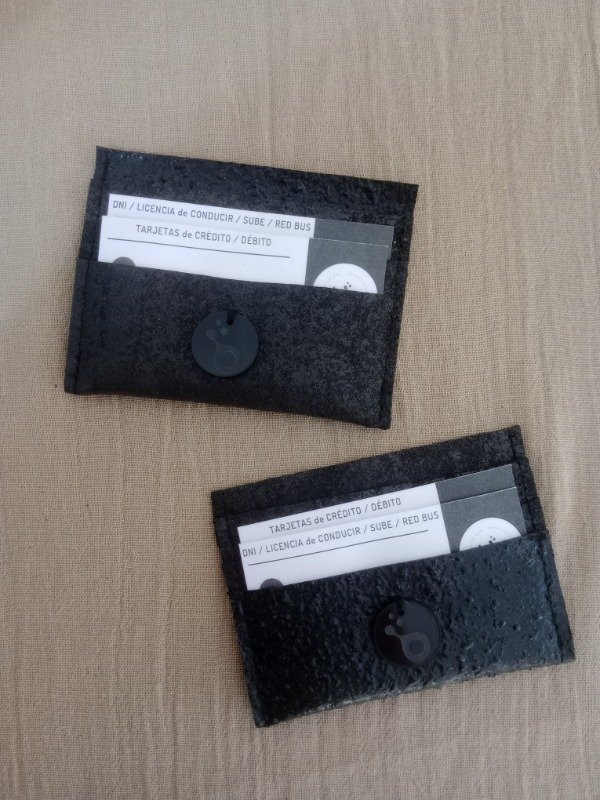 DNI / LICENCIA de CONDUCIR / SUBE / RED BUS
TARJETAS de CRÉDITO / DÉBITO
TARJETAS de CRÉDITO / DÉBITO
DNI / LICENCIA de CONDUCIR / SUBE / RED BUS